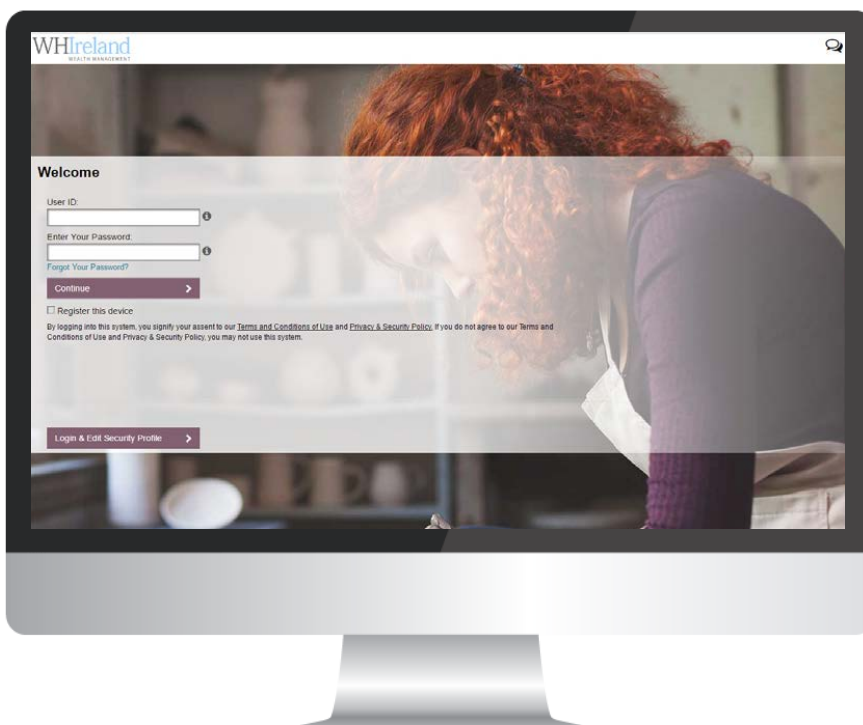 WHIreland
WEALTH MANAGEMENT
Welcome
User ID:
Enter Your Password:
Forgot Your Password?
Continue
Register this device
By logging into this system, you signify your assent to our Terms and Conditions of Use and Privacy & Security Policy. If you do not agree to our Terms and
Conditions of Use and Privacy & Security Policy, you may not use this system.
Login & Edit Security Profile